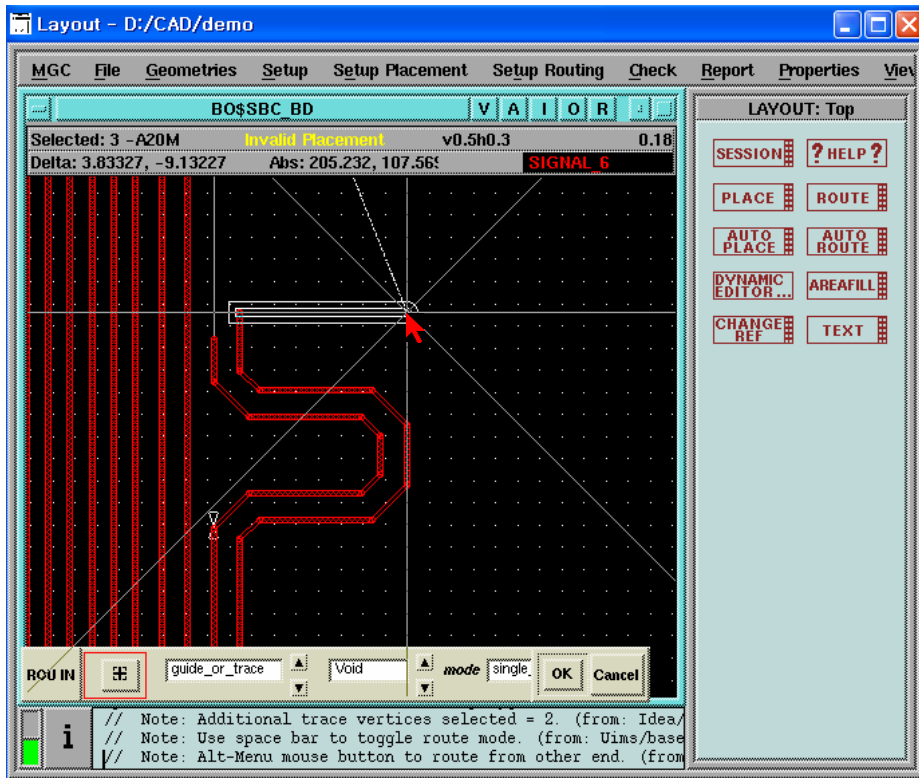 Layout - D:/CAD/demo
MGC File Geometries Setup Setup Placement Setup Routing Check Report Properties View
BO$SBC_BD V A I O R
LAYOUT: Top
Selected: 3 -A20M Invalid Placement v0.5h0.3 0.18
Delta: 3.83327, -9.13227 Abs: 205.232, 107.569 SIGNAL_6
SESSION ? HELP ?
PLACE ROUTE
AUTO PLACE AUTO ROUTE
DYNAMIC EDITOR... AREAFILL
CHANGE REF TEXT
ROU IN guide_or_trace Void mode single_ OK Cancel
i
// Note: Additional trace vertices selected = 2. (from: Idea/
// Note: Use space bar to toggle route mode. (from: Uims/base
// Note: Alt-Menu mouse button to route from other end. (from